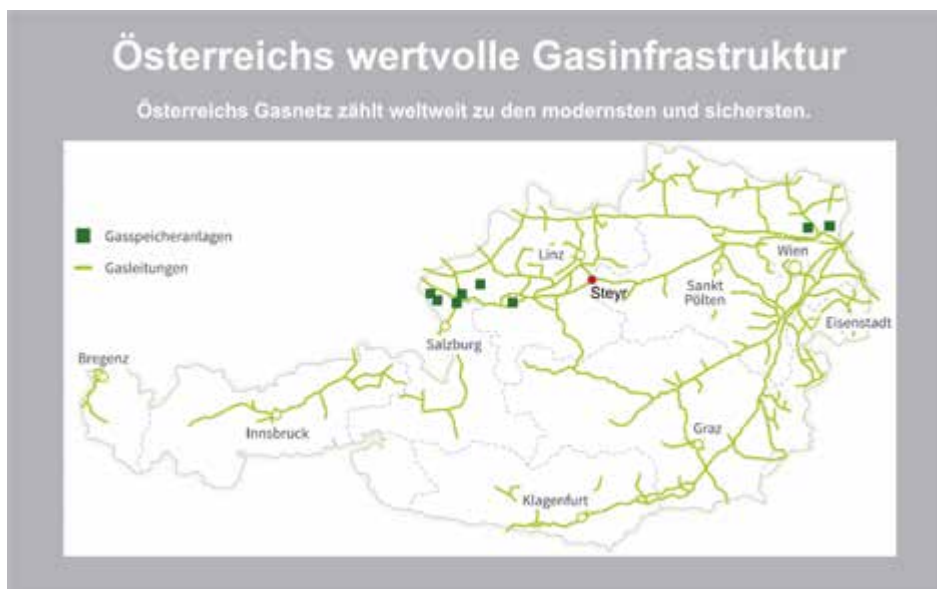 Österreichs wertvolle Gasinfrastruktur
Österreichs Gasnetz zählt weltweit zu den modernsten und sichersten.
Gasspeicheranlagen
Gasleitungen
Linz
Wien
Steyr
Sankt
Pölten
Eisenstadt
Salzburg
Bregenz
Innsbruck
Graz
Klagenfurt